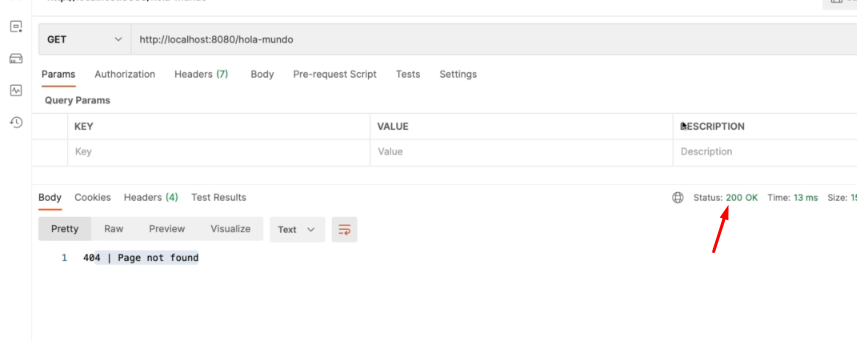 GET http://localhost:8080/hola-mundo
Params Authorization Headers (7) Body Pre-request Script Tests Settings
Query Params
KEY VALUE DESCRIPTION
Key Value Description
Body Cookies Headers (4) Test Results Status: 200 OK Time: 13 ms Size:
Pretty Raw Preview Visualize Text
1 404 | Page not found